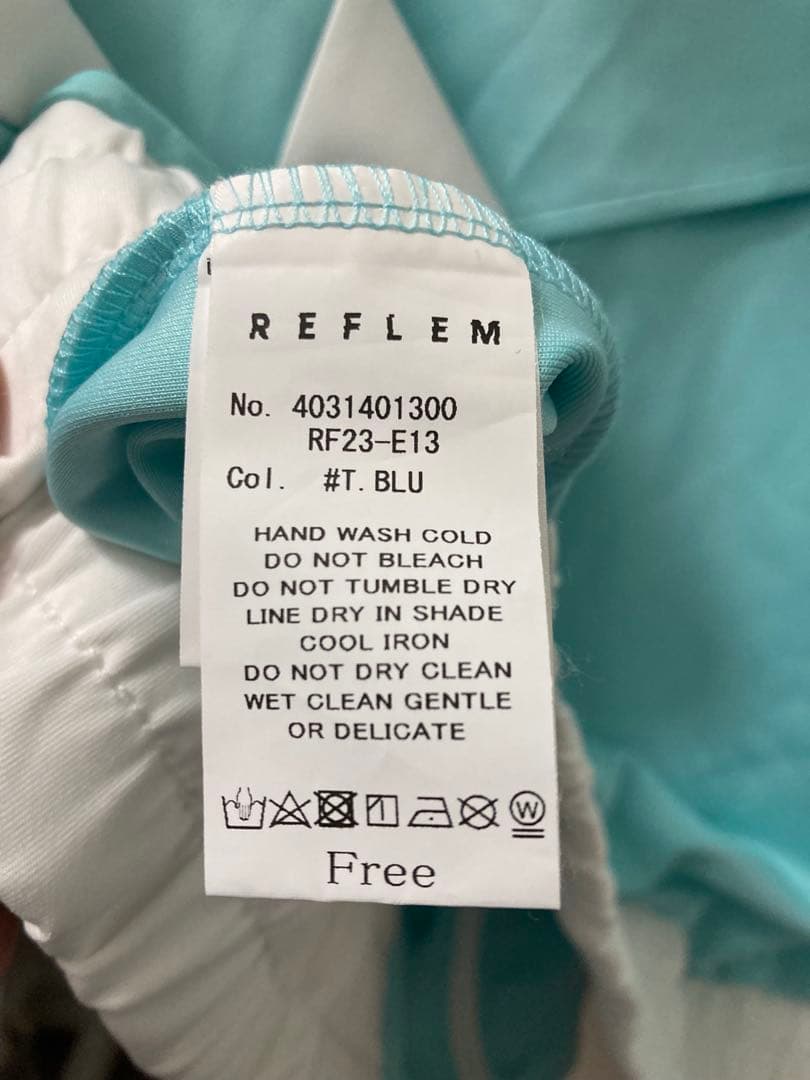 REFLEM
No. 4031401300
RF23-E13
Col. #T.BLU
HAND WASH COLD
DO NOT BLEACH
DO NOT TUMBLE DRY
LINE DRY IN SHADE
COOL IRON
DO NOT DRY CLEAN
WET CLEAN GENTLE
OR DELICATE
W
Free